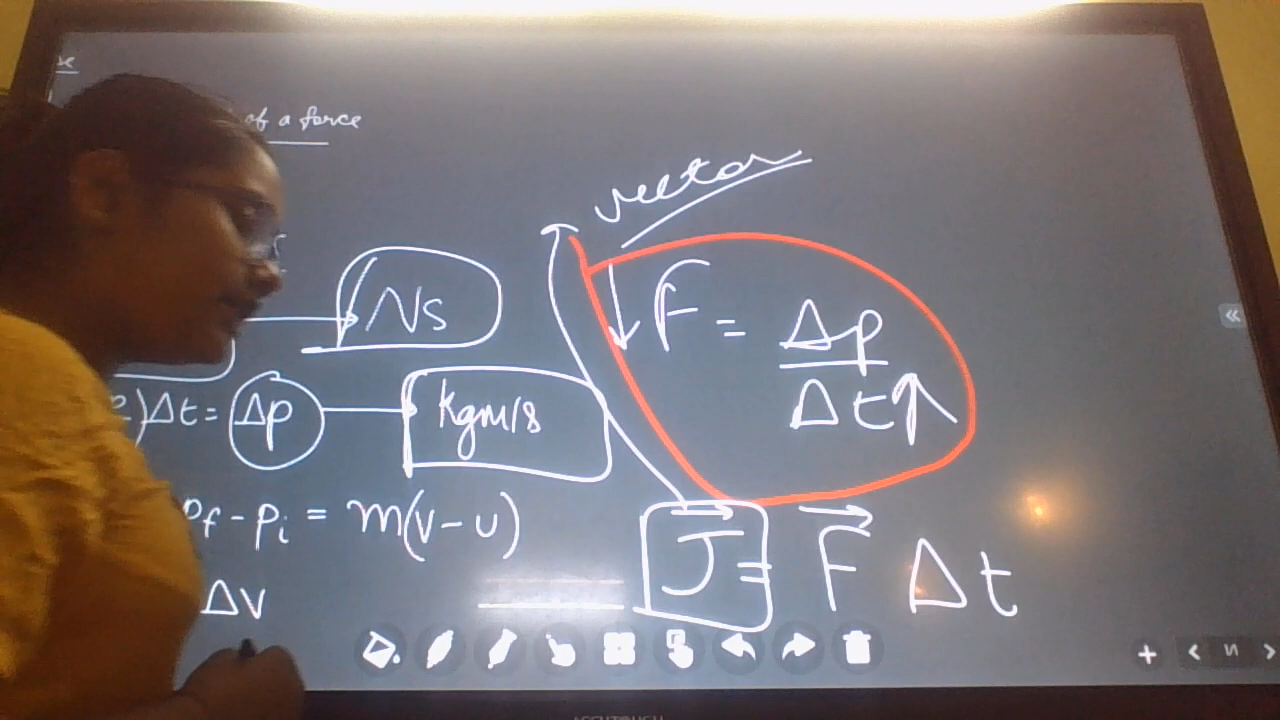 of a force
vector
Ns
↓F = Δp/Δt↑
)Δt = Δp
kgm/s
pf - pi = m(v - u)
J = F Δt
Δv